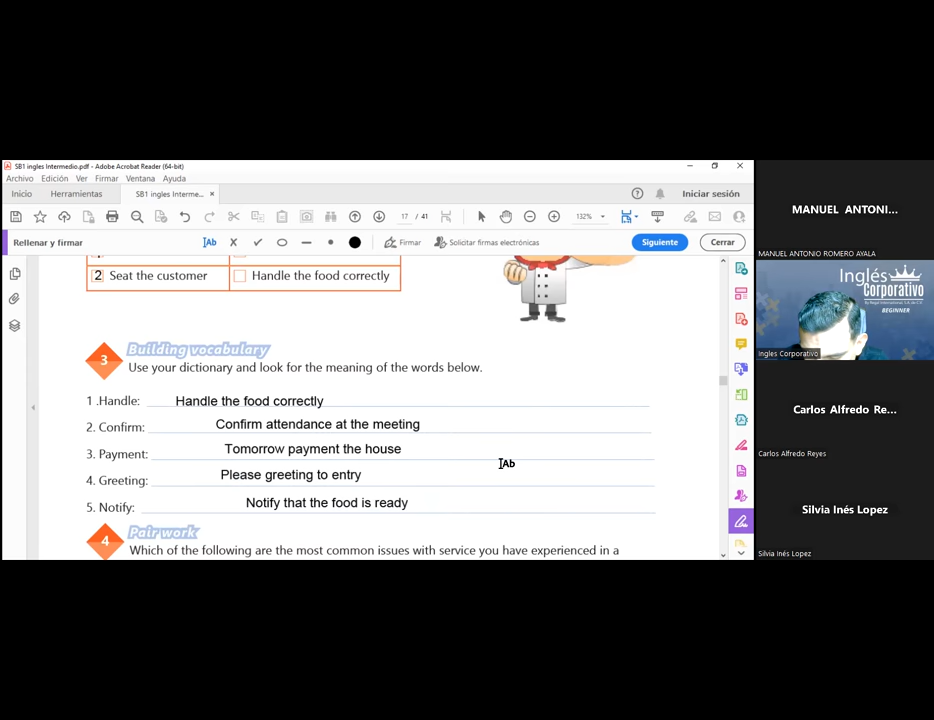 SB1 ingles Intermedio.pdf - Adobe Acrobat Reader (64-bit)
Archivo Edición Ver Firmar Ventana Ayuda
Inicio Herramientas SB1 ingles Interme... × Iniciar sesión
17 / 41 132%
Rellenar y firmar Ab Firmar Solicitar firmas electrónicas Siguiente Cerrar
2 Seat the customer Handle the food correctly
3 Building vocabulary
Use your dictionary and look for the meaning of the words below.
1 .Handle: Handle the food correctly
2. Confirm: Confirm attendance at the meeting
3. Payment: Tomorrow payment the house
Ab
4. Greeting: Please greeting to entry
5. Notify: Notify that the food is ready
4 Pair work
Which of the following are the most common issues with service you have experienced in a
MANUEL ANTONI...
MANUEL ANTONIO ROMERO AYALA
Inglés
Corporativo
BEGINNER
Ingles Corporativo
Carlos Alfredo Re...
Carlos Alfredo Reyes
Silvia Inés Lopez
Silvia Inés Lopez